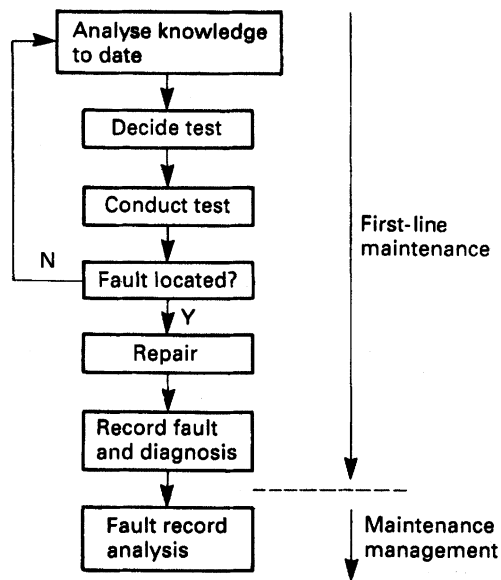 Analyse knowledge
to date
Decide test
Conduct test
Fault located?
N
Y
Repair
Record fault
and diagnosis
Fault record
analysis
First-line
maintenance
Maintenance
management